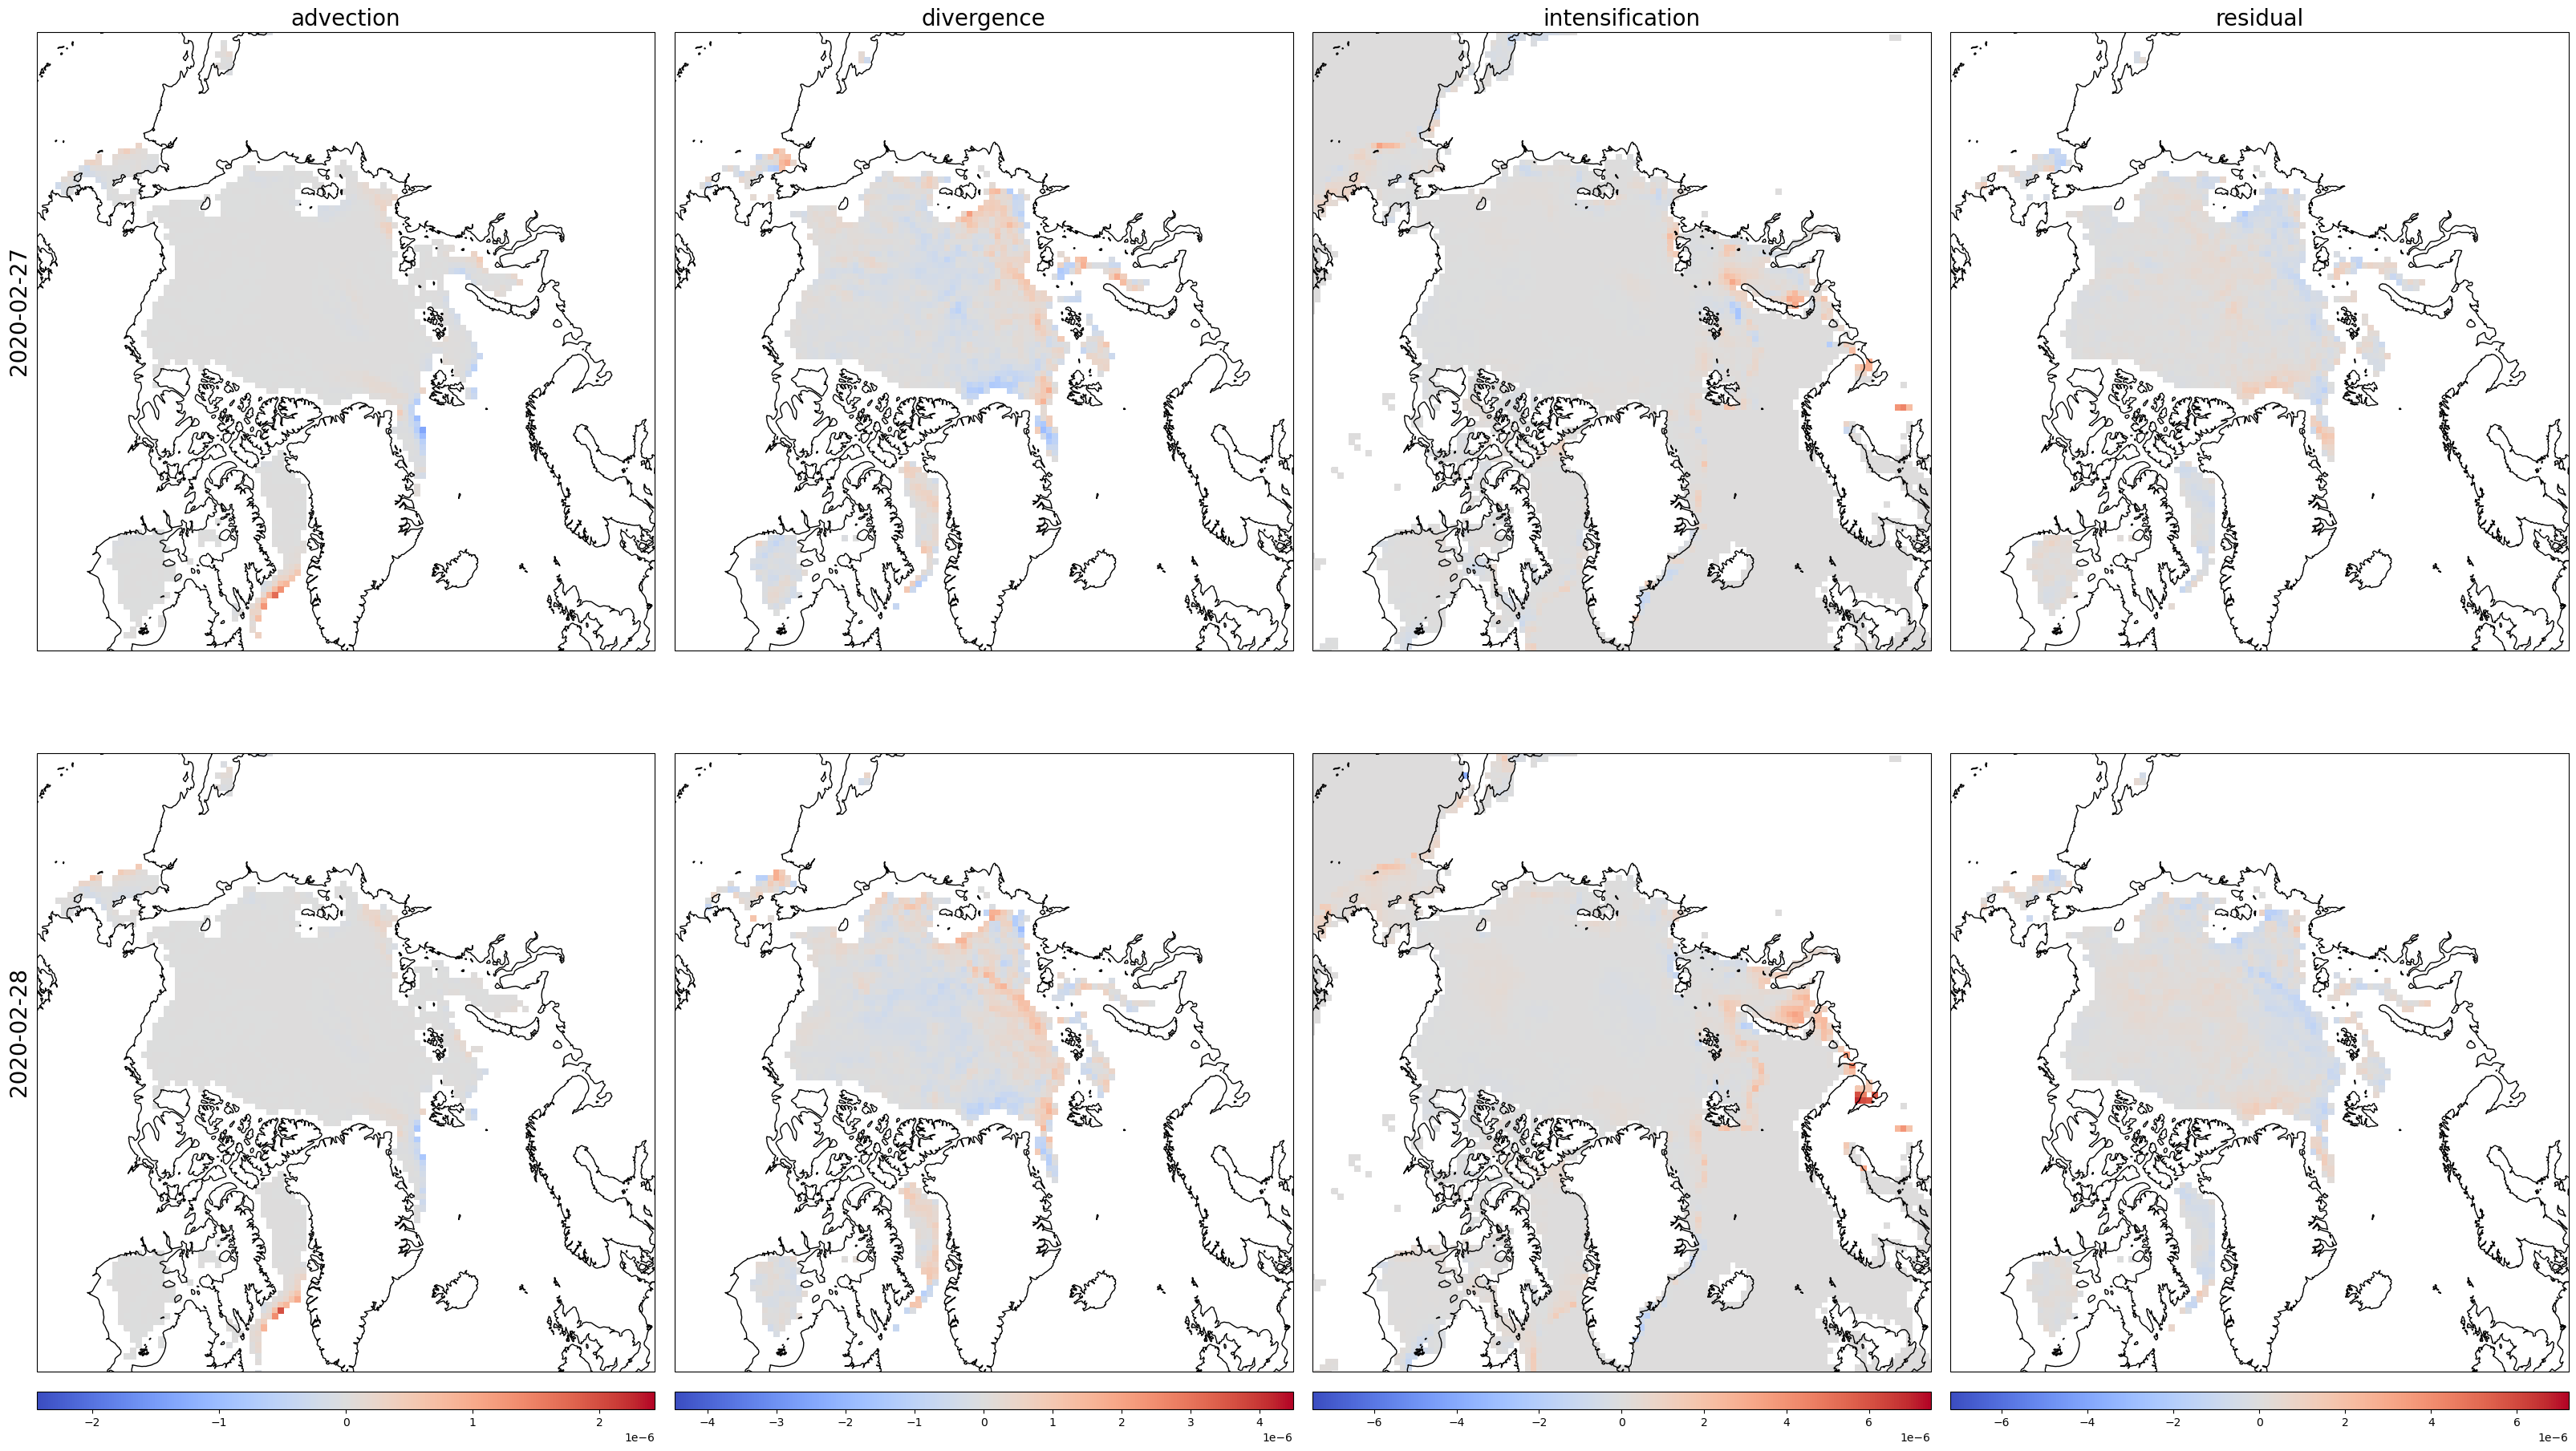 advection divergence intensification residual
2020-02-27
2020-02-28
−2 −1 0 1 2
1e−6
−4 −3 −2 −1 0 1 2 3 4
1e−6
−6 −4 −2 0 2 4 6
1e−6
−6 −4 −2 0 2 4 6
1e−6